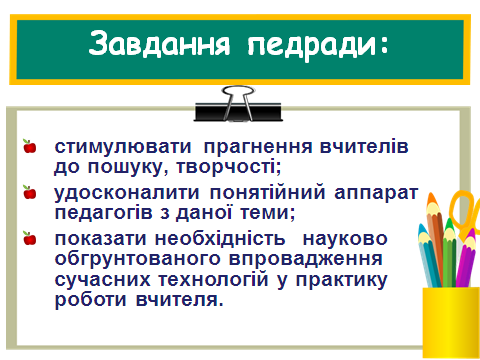 Завдання педради:
стимулювати прагнення вчителів
до пошуку, творчості;
удосконалити понятійний аппарат
педагогів з даної теми;
показати необхідність науково
обгрунтованого впровадження
сучасних технологій у практику
роботи вчителя.